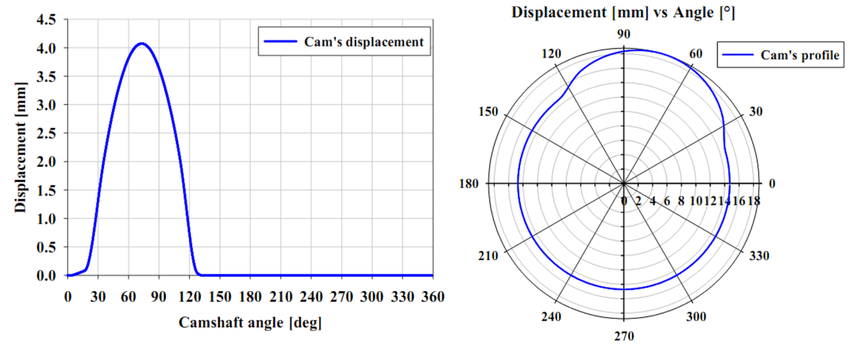 4.5
4.0
3.5
3.0
2.5
2.0
1.5
1.0
0.5
0.0
Displacement [mm]
Cam's displacement
0 30 60 90 120 150 180 210 240 270 300 330 360
Camshaft angle [deg]
Displacement [mm] vs Angle [°]
Cam's profile
90
120 60
150 30
180 0
0 2 4 6 8 10 12 14 16 18
210 330
240 300
270